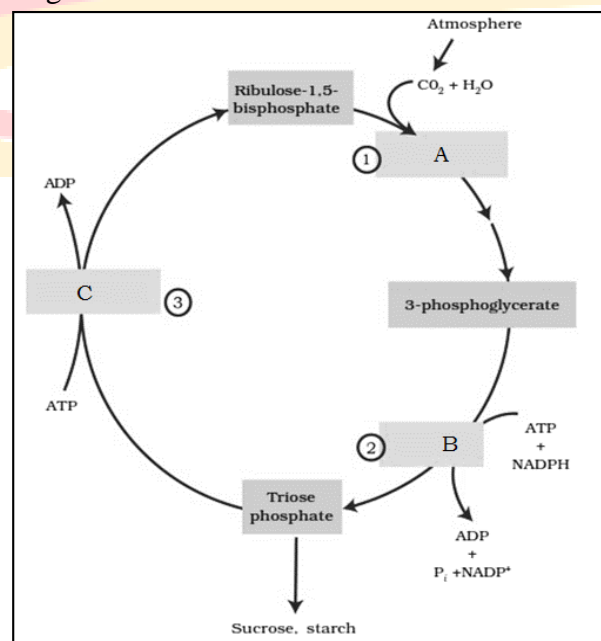 Atmosphere
Ribulose-1,5-
bisphosphate
CO₂ + H₂O
1
A
ADP
C
3
3-phosphoglycerate
ATP
2
B
ATP
+
NADPH
Triose
phosphate
ADP
+
Pᵢ +NADP⁺
Sucrose, starch